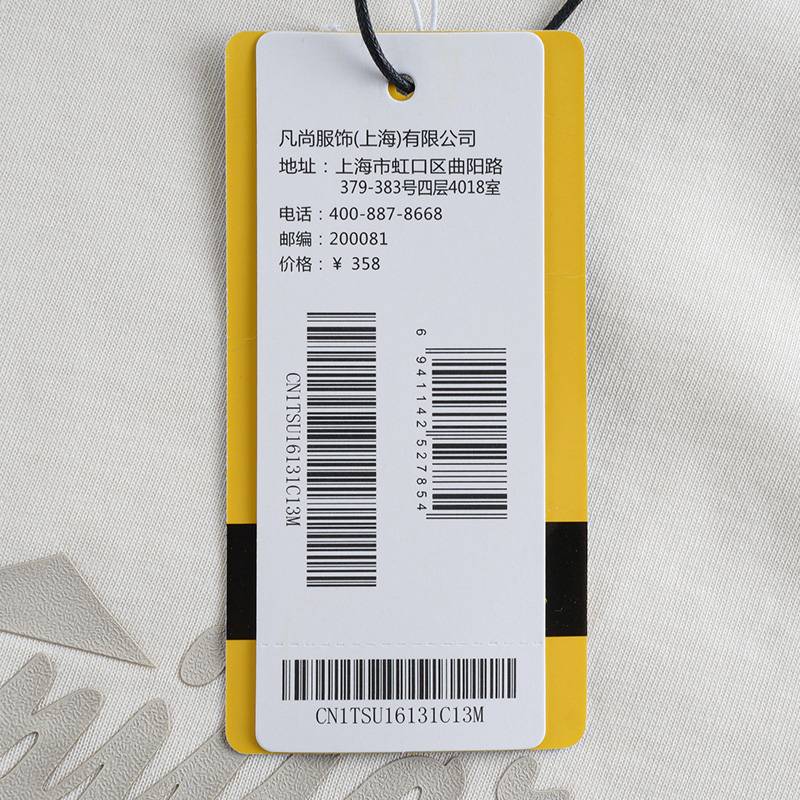 凡尚服饰(上海)有限公司
地址：上海市虹口区曲阳路
379-383号四层4018室
电话：400-887-8668
邮编：200081
价格：¥ 358
CN1TSU16131C13M
6 941142 527854
CN1TSU16131C13M